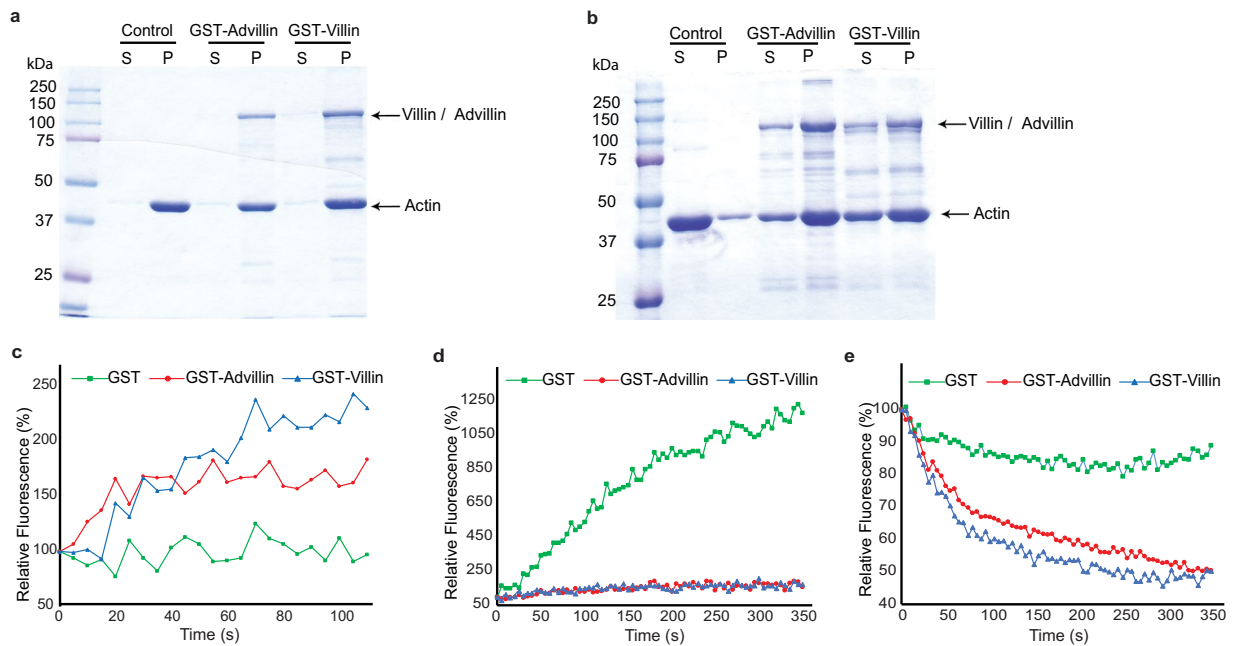 a
Control GST-Advillin GST-Villin
S P S P S P
kDa
250
150
100
75
50
37
25
Villin / Advillin
Actin
b
Control GST-Advillin GST-Villin
S P S P S P
kDa
250
150
100
75
50
37
25
Villin / Advillin
Actin
c
GST GST-Advillin GST-Villin
Relative Fluorescence (%)
250
200
150
100
50
0 20 40 60 80 100
Time (s)
d
GST GST-Advillin GST-Villin
Relative Fluorescence (%)
1250
1050
850
650
450
250
50
0 50 100 150 200 250 300 350
Time (s)
e
GST GST-Advillin GST-Villin
Relative Fluorescence (%)
100
90
80
70
60
50
40
0 50 100 150 200 250 300 350
Time (s)